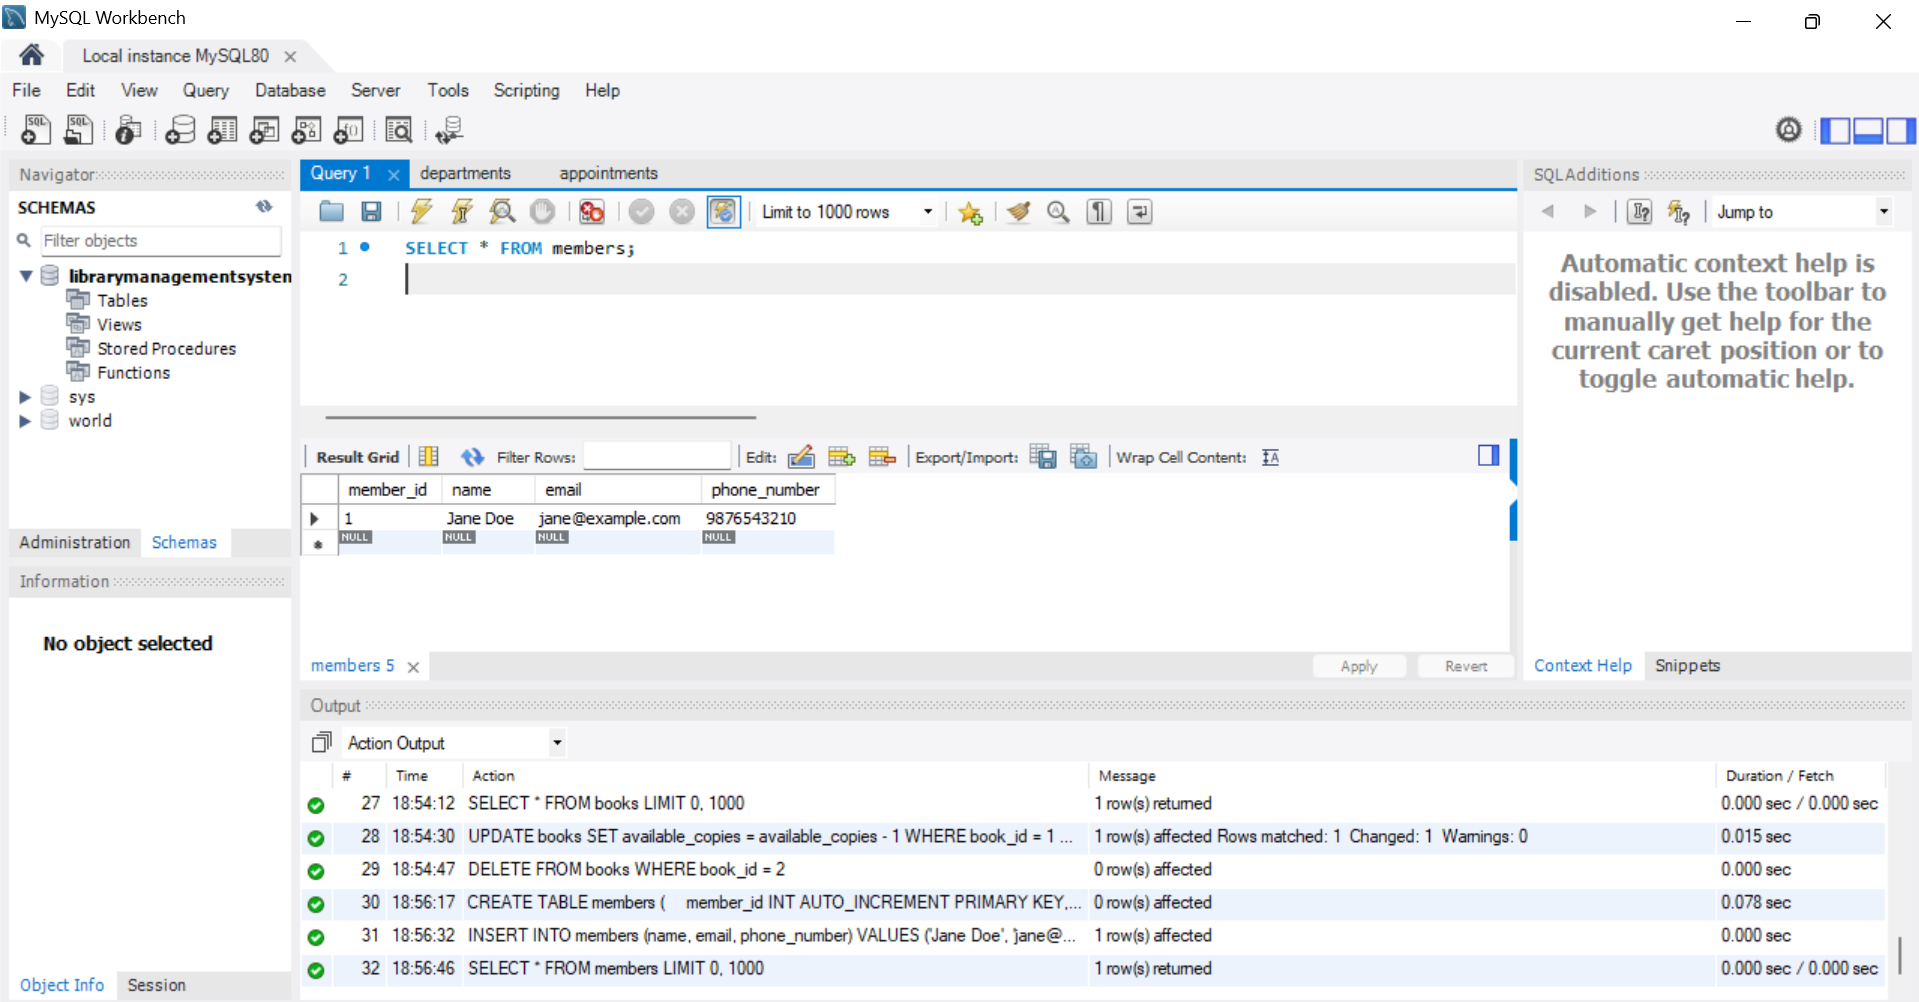 MySQL Workbench
Local instance MySQL80
File Edit View Query Database Server Tools Scripting Help
Navigator
SCHEMAS
Filter objects
librarymanagementsystem
Tables
Views
Stored Procedures
Functions
sys
world
Administration Schemas
Information
No object selected
Object Info Session
Query 1 departments appointments
Limit to 1000 rows
1 SELECT * FROM members;
2
Result Grid Filter Rows: Edit: Export/Import: Wrap Cell Content:
member_id name email phone_number
1 Jane Doe jane@example.com 9876543210
NULL NULL NULL NULL
members 5
Apply Revert
SQLAdditions
Jump to
Automatic context help is
disabled. Use the toolbar to
manually get help for the
current caret position or to
toggle automatic help.
Context Help Snippets
Output
Action Output
# Time Action Message Duration / Fetch
27 18:54:12 SELECT * FROM books LIMIT 0, 1000 1 row(s) returned 0.000 sec / 0.000 sec
28 18:54:30 UPDATE books SET available_copies = available_copies - 1 WHERE book_id = 1 ... 1 row(s) affected Rows matched: 1 Changed: 1 Warnings: 0 0.015 sec
29 18:54:47 DELETE FROM books WHERE book_id = 2 0 row(s) affected 0.000 sec
30 18:56:17 CREATE TABLE members ( member_id INT AUTO_INCREMENT PRIMARY KEY,... 0 row(s) affected 0.078 sec
31 18:56:32 INSERT INTO members (name, email, phone_number) VALUES ('Jane Doe', 'jane@... 1 row(s) affected 0.000 sec
32 18:56:46 SELECT * FROM members LIMIT 0, 1000 1 row(s) returned 0.000 sec / 0.000 sec